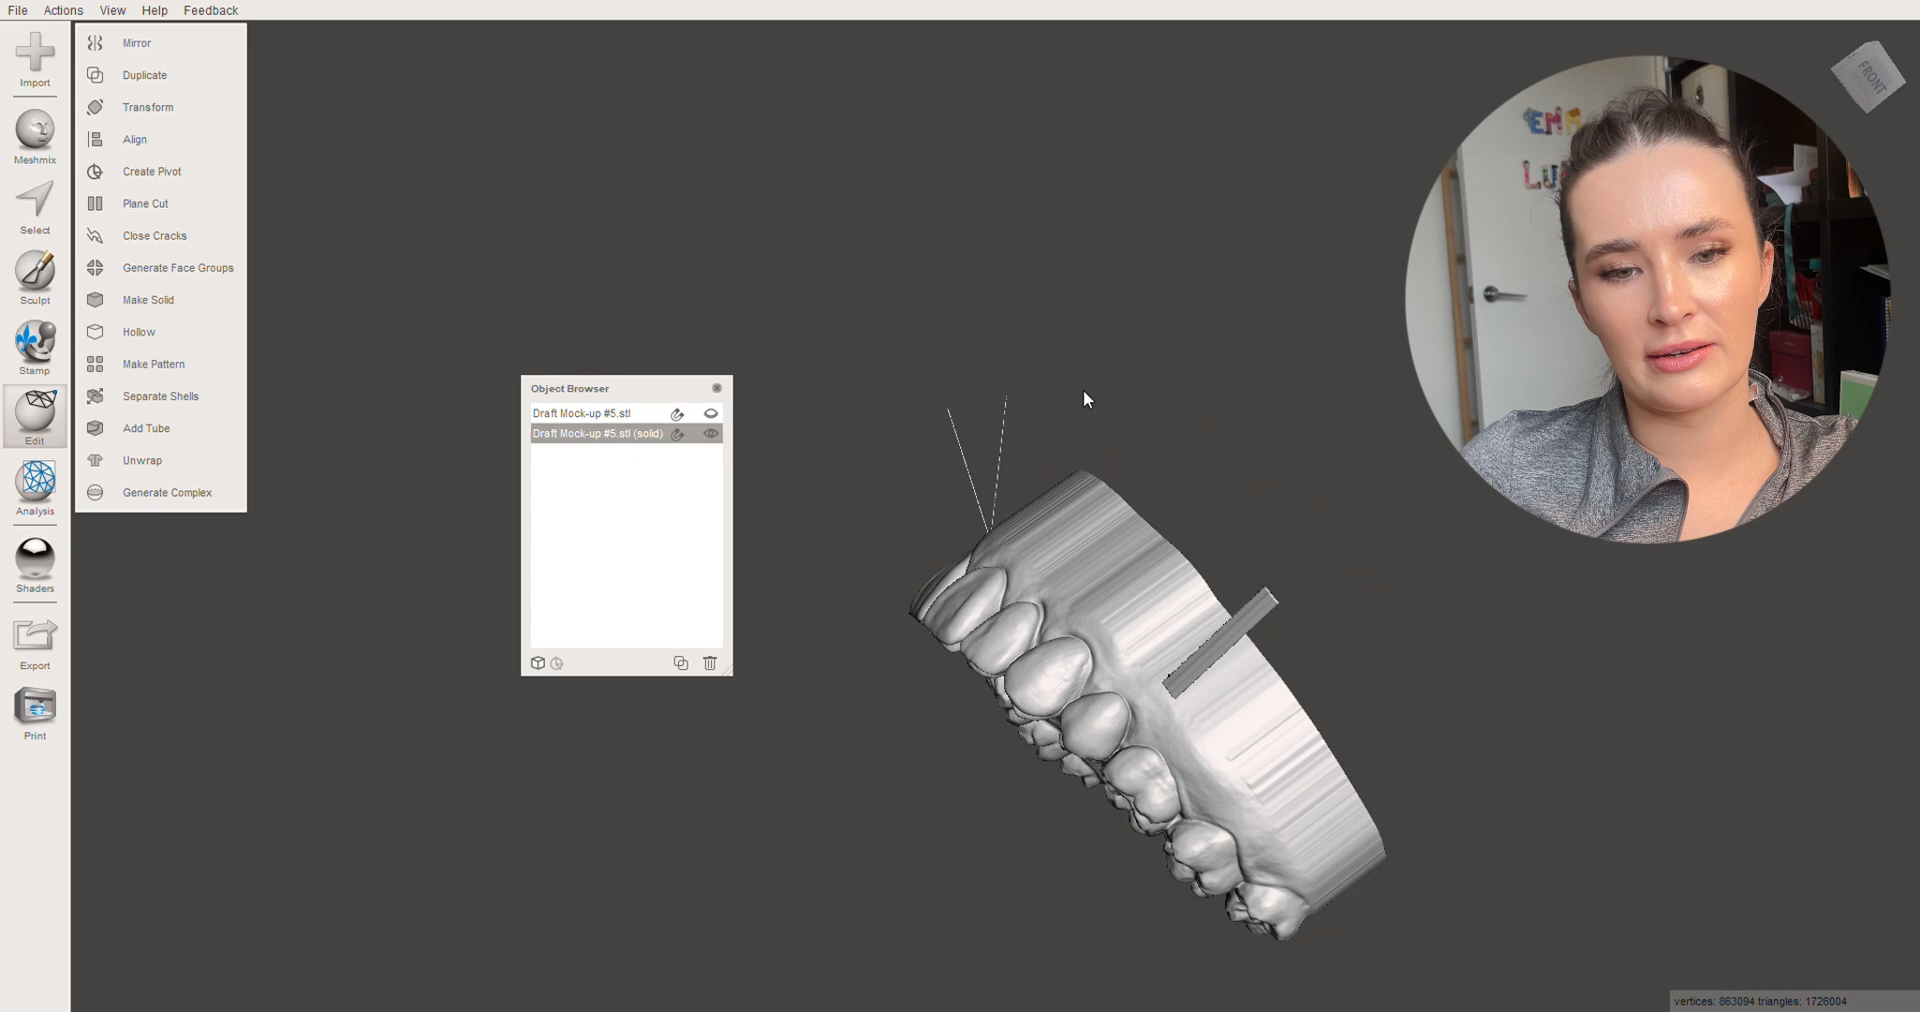 File Actions View Help Feedback
Import
Meshmix
Select
Sculpt
Stamp
Edit
Analysis
Shaders
Export
Print
Mirror
Duplicate
Transform
Align
Create Pivot
Plane Cut
Close Cracks
Generate Face Groups
Make Solid
Hollow
Make Pattern
Separate Shells
Add Tube
Unwrap
Generate Complex
Object Browser
Draft Mock-up #5.stl
Draft Mock-up #5.stl (solid)
FRONT
vertices: 863094 triangles: 1726004